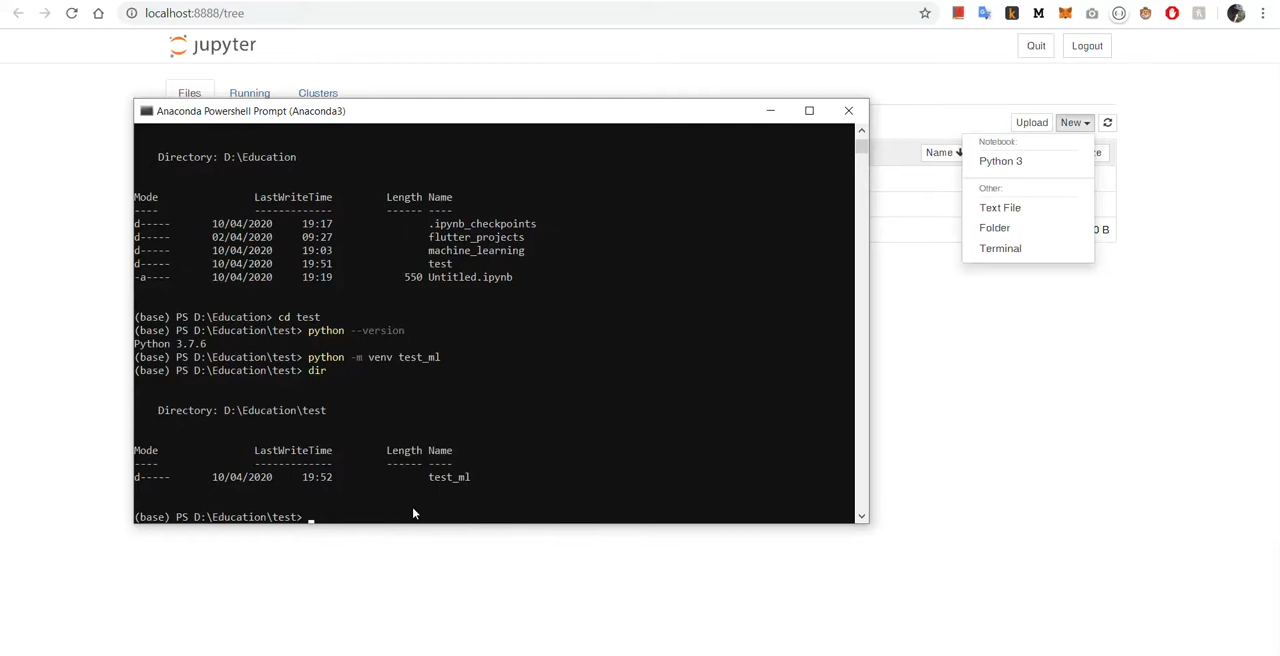 localhost:8888/tree
jupyter
Quit
Logout
Files
Running
Clusters
Anaconda Powershell Prompt (Anaconda3)
Upload
New
Notebook:
Python 3
Other:
Text File
Folder
Terminal
Name
ze
0 B
Directory: D:\Education
Mode LastWriteTime Length Name
---- ------------- ------ ----
d----- 10/04/2020 19:17 .ipynb_checkpoints
d----- 02/04/2020 09:27 flutter_projects
d----- 10/04/2020 19:03 machine_learning
d----- 10/04/2020 19:51 test
-a---- 10/04/2020 19:19 550 Untitled.ipynb
(base) PS D:\Education> cd test
(base) PS D:\Education\test> python --version
Python 3.7.6
(base) PS D:\Education\test> python -m venv test_ml
(base) PS D:\Education\test> dir
Directory: D:\Education\test
Mode LastWriteTime Length Name
---- ------------- ------ ----
d----- 10/04/2020 19:52 test_ml
(base) PS D:\Education\test> _